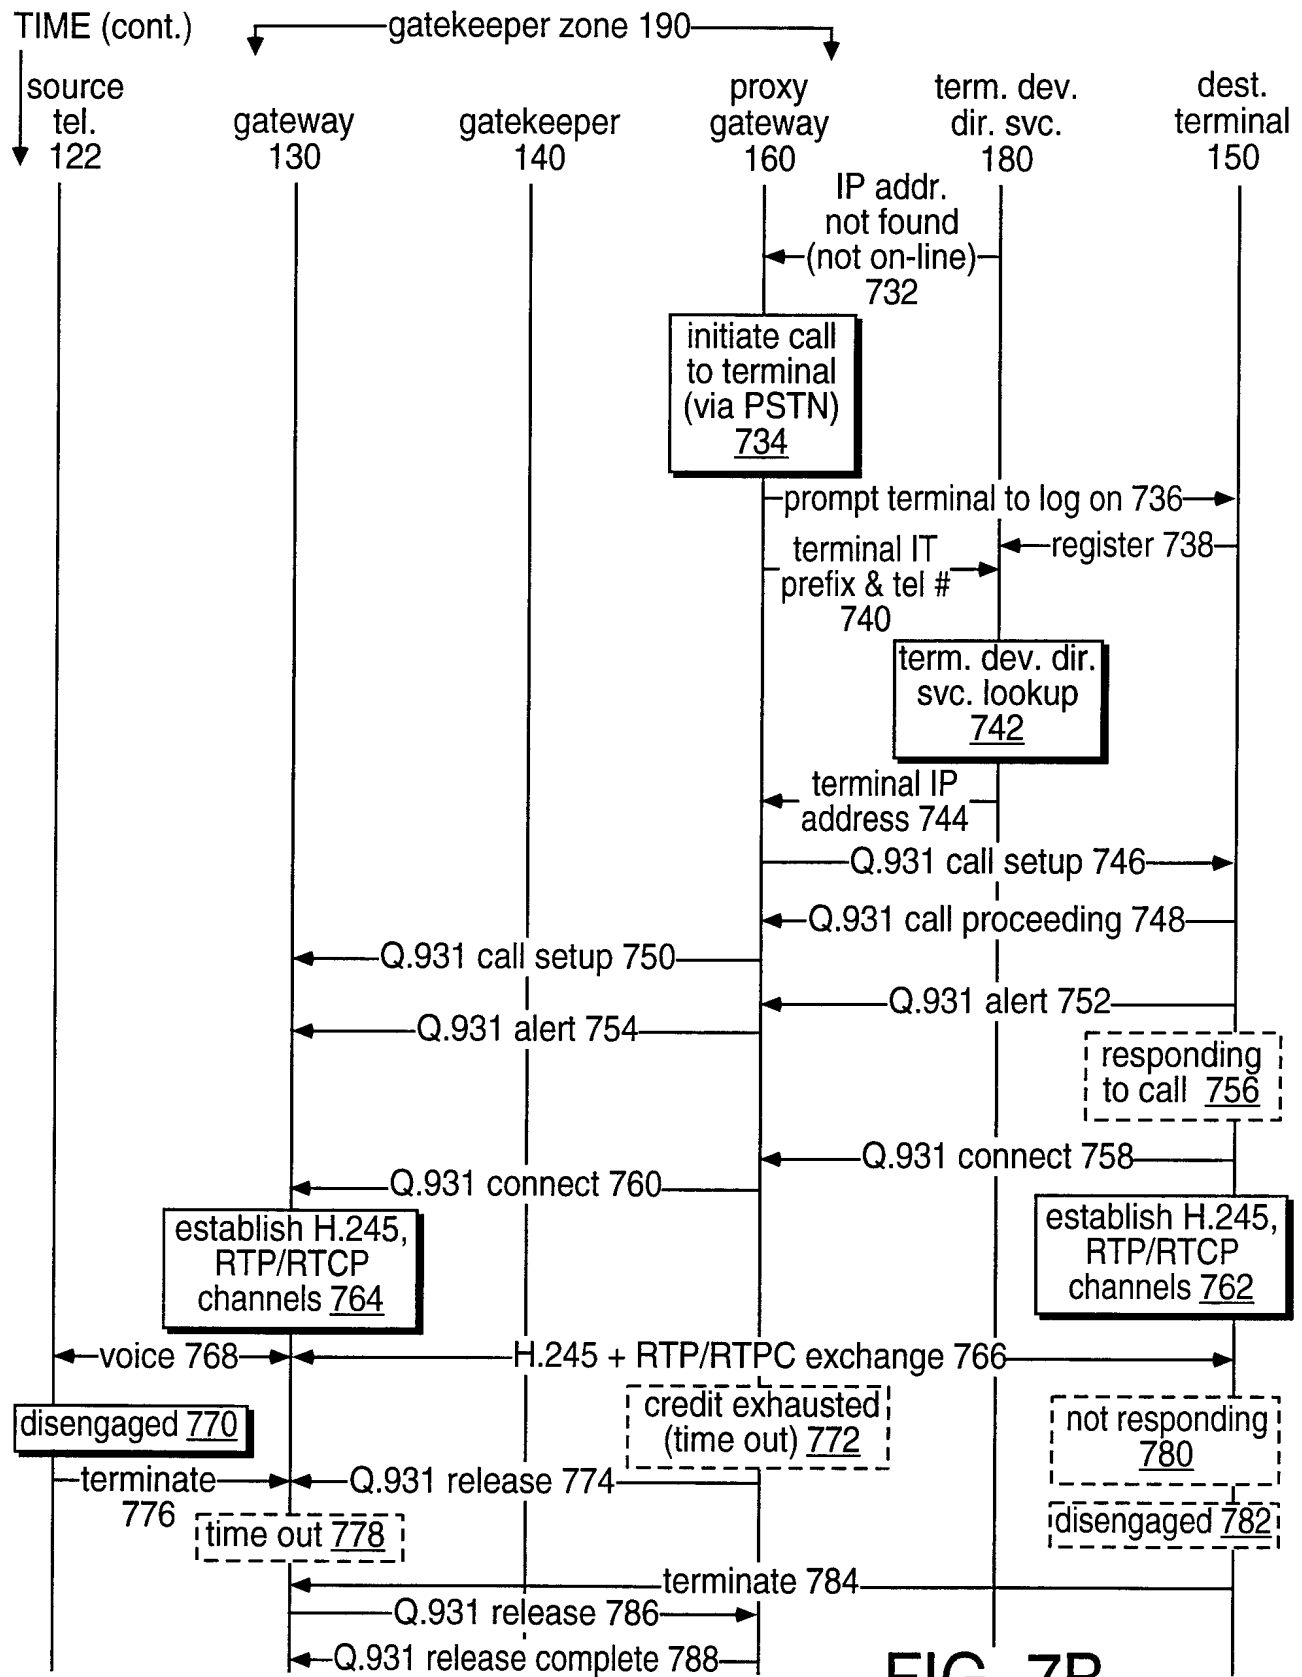 TIME (cont.)
gatekeeper zone 190
source
tel.
122
gateway
130
gatekeeper
140
proxy
gateway
160
term. dev.
dir. svc.
180
dest.
terminal
150
IP addr.
not found
(not on-line)
732
initiate call
to terminal
(via PSTN)
734
prompt terminal to log on 736
register 738
terminal IT
prefix & tel #
740
term. dev. dir.
svc. lookup
742
terminal IP
address 744
Q.931 call setup 746
Q.931 call proceeding 748
Q.931 call setup 750
Q.931 alert 752
Q.931 alert 754
responding
to call 756
Q.931 connect 758
Q.931 connect 760
establish H.245,
RTP/RTCP
channels 764
establish H.245,
RTP/RTCP
channels 762
voice 768
H.245 + RTP/RTPC exchange 766
disengaged 770
credit exhausted
(time out) 772
not responding
780
terminate
776
Q.931 release 774
time out 778
disengaged 782
terminate 784
Q.931 release 786
Q.931 release complete 788
FIG. 7B